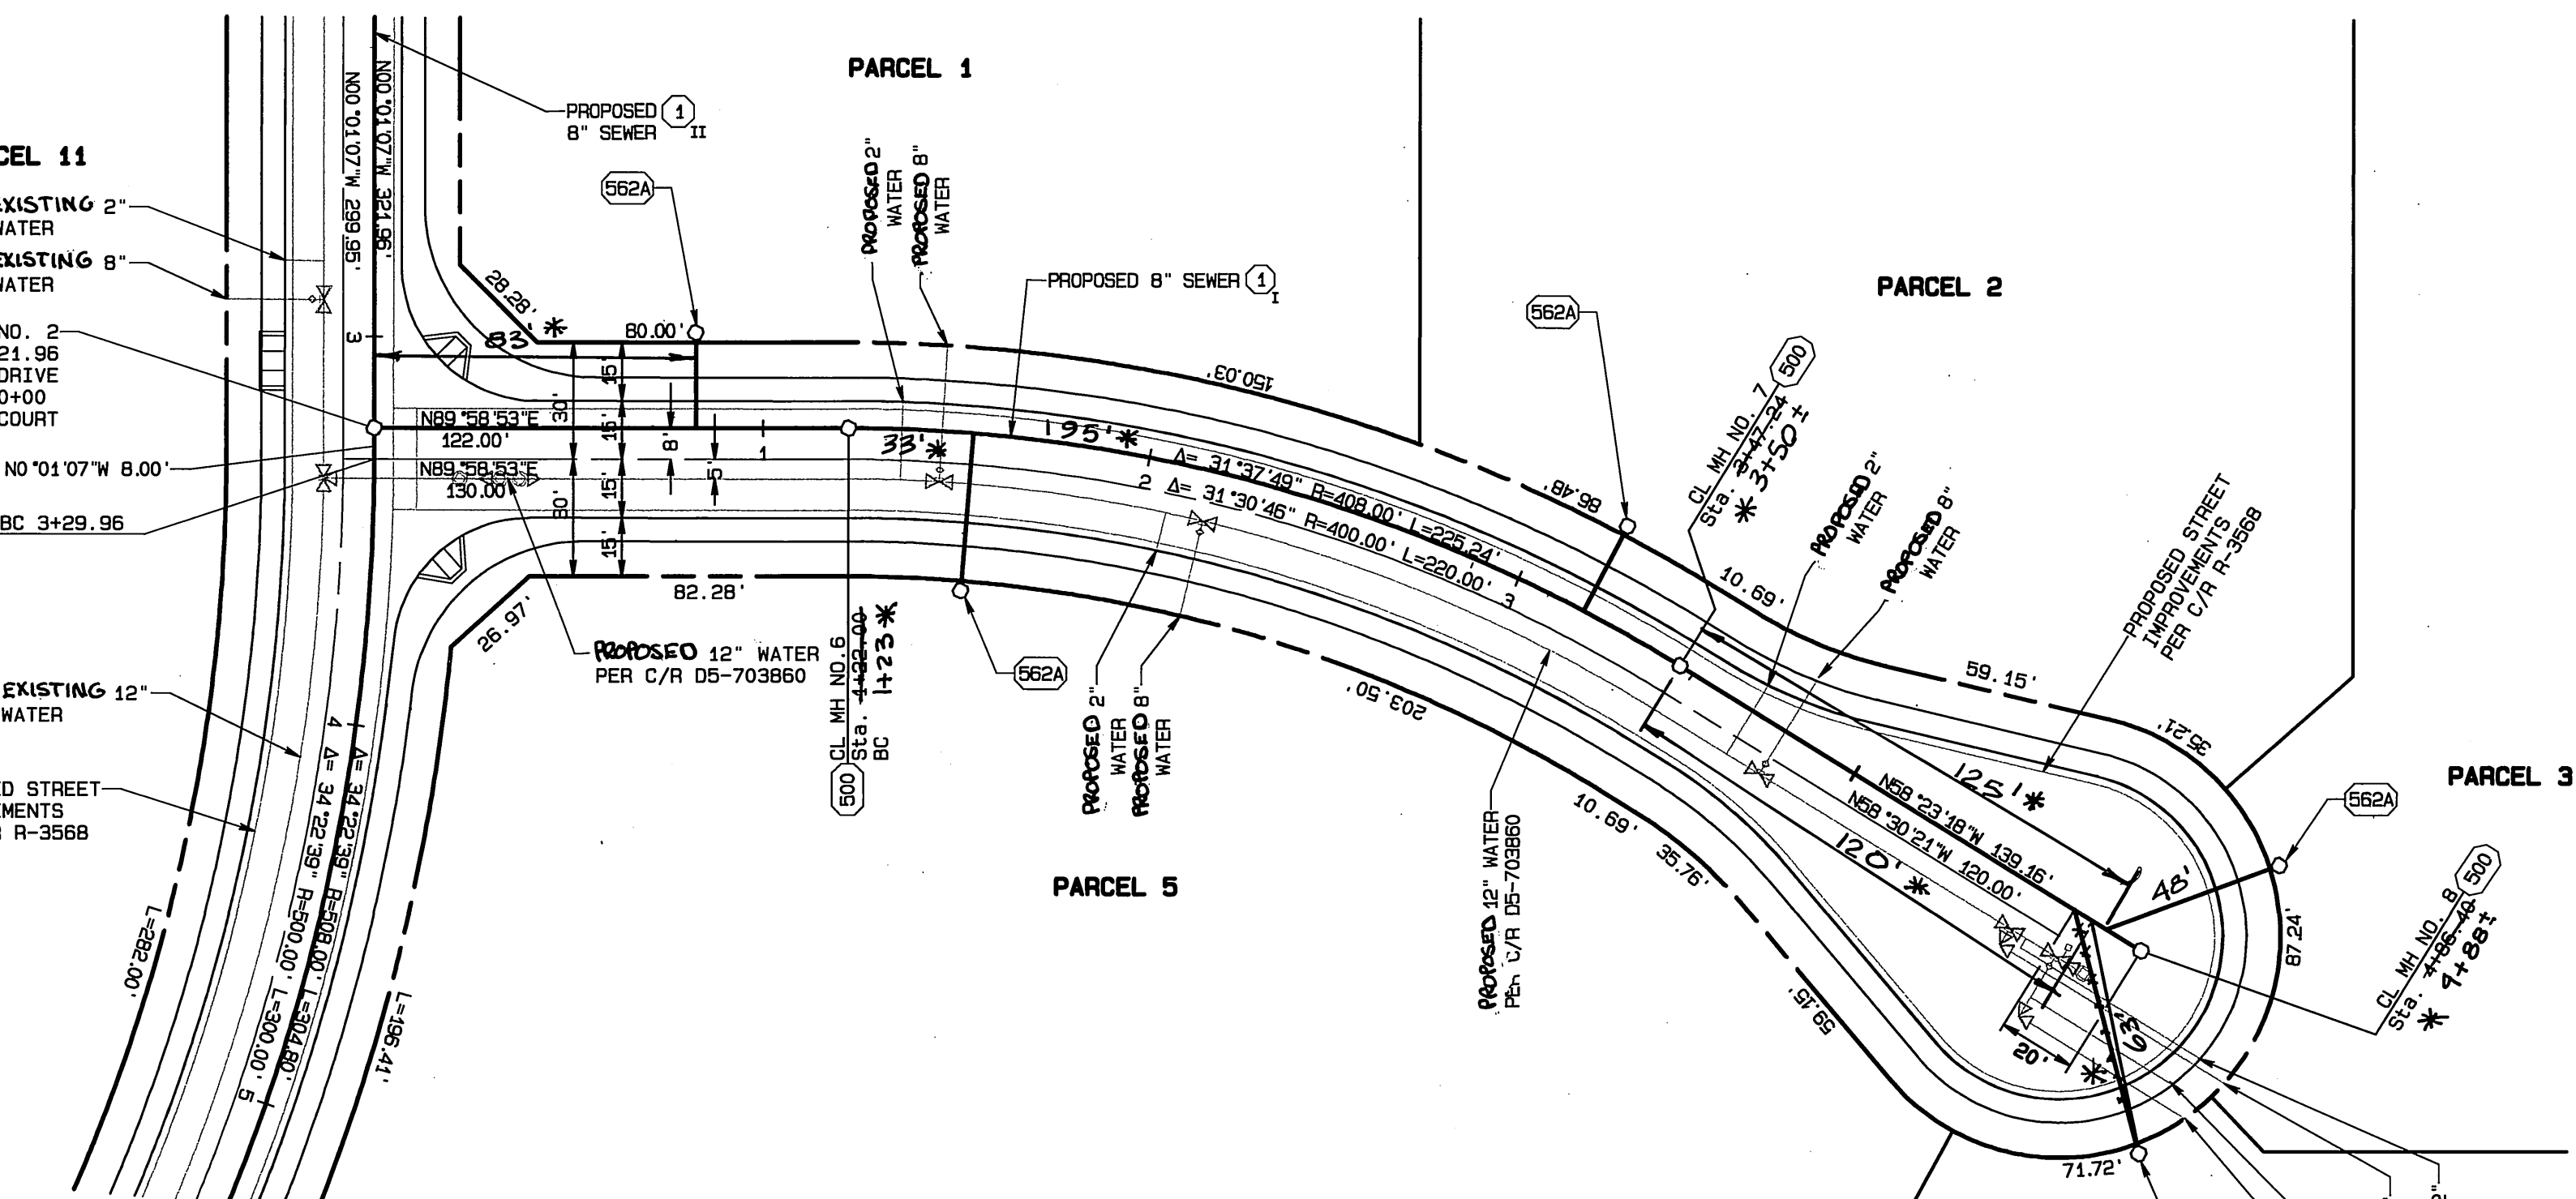 PARCEL 1
CEL 11
PROPOSED 1
8" SEWER II
N00°01'07"W 299.95'
N00°01'07"W 321.96'
EXISTING 2"
WATER
EXISTING 8"
WATER
NO. 2
21.96
DRIVE
0+00
COURT
N0°01'07"W 8.00'
BC 3+29.96
3
562A
28.28'
83' *
80.00'
PROPOSED 2"
WATER
PROPOSED 8"
WATER
PROPOSED 8" SEWER 1
I
30'
15'
15'
8'
5'
15'
30'
15'
N89°58'53"E
122.00'
N89°58'53"E
130.00'
1
33' *
195' *
150.03'
2
Δ= 31°37'49" R=408.00' L=225.24'
Δ= 31°30'46" R=400.00' L=220.00'
3
86.48'
562A
PARCEL 2
CL MH NO. 7 500
Sta. 3+47.24
* 3+50±
10.69'
PROPOSED 2"
WATER
PROPOSED 8"
WATER
PROPOSED STREET
IMPROVEMENTS
PER C/R R-3568
59.15'
35.21'
PARCEL 3
562A
82.28'
26.97'
PROPOSED 12" WATER
PER C/R D5-703860
CL MH NO.6
Sta. 1+22.00
BC 1+23 *
500
562A
PROPOSED 2"
WATER
PROPOSED 8"
WATER
203.50'
PARCEL 5
PROPOSED 12" WATER
PER C/R D5-703860
10.69'
35.76'
59.15'
125' *
N58°23'18"W 139.16'
N58°30'21"W 120.00'
120' *
48'
63'
20'
*
CL MH NO. 8 500
Sta. 4+86.40
* 4+88±
87.24'
71.72'
EXISTING 12"
WATER
ED STREET
EMENTS
R R-3568
4
Δ= 34°22'39" R=508.00' L=304.80'
Δ= 34°22'39" R=500.00' L=300.00'
5
L=282.00'
L=196.41'